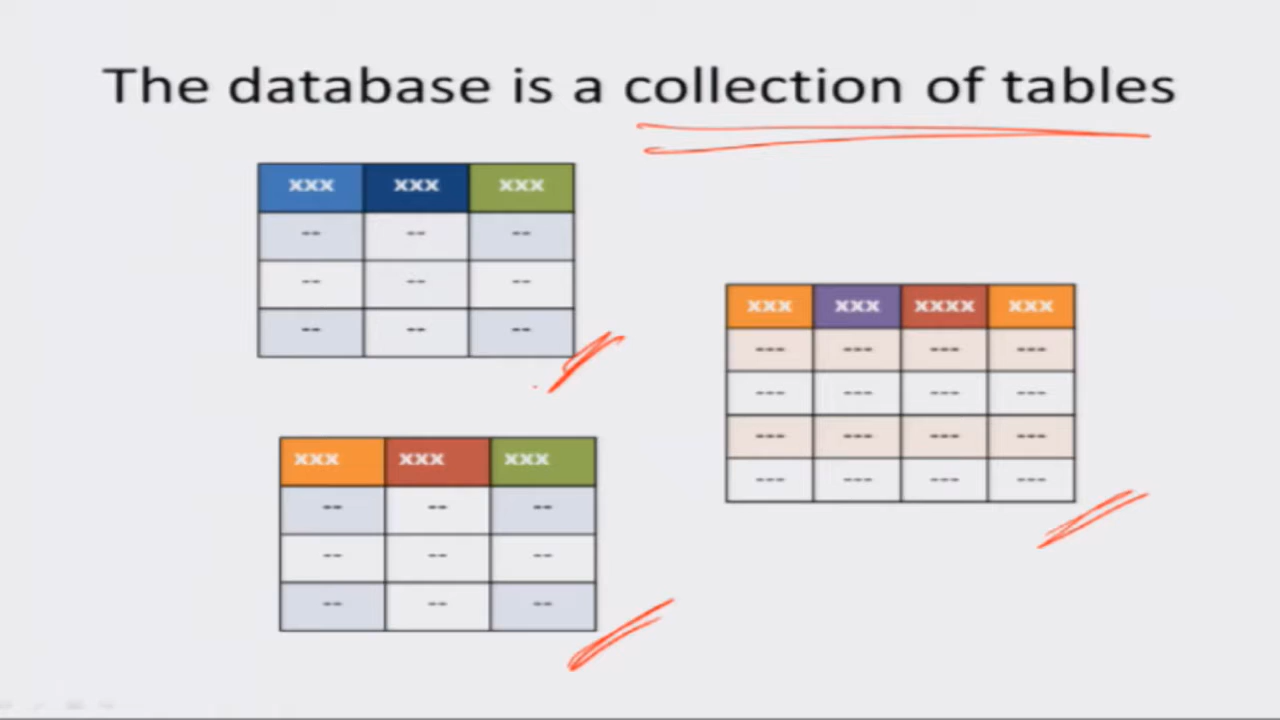 The database is a collection of tables
xxx xxx xxx
-- -- --
-- -- --
-- -- --
xxx xxx xxxx xxx
--- --- --- ---
--- --- --- ---
--- --- --- ---
--- --- --- ---
xxx xxx xxx
-- -- --
-- -- --
-- -- --